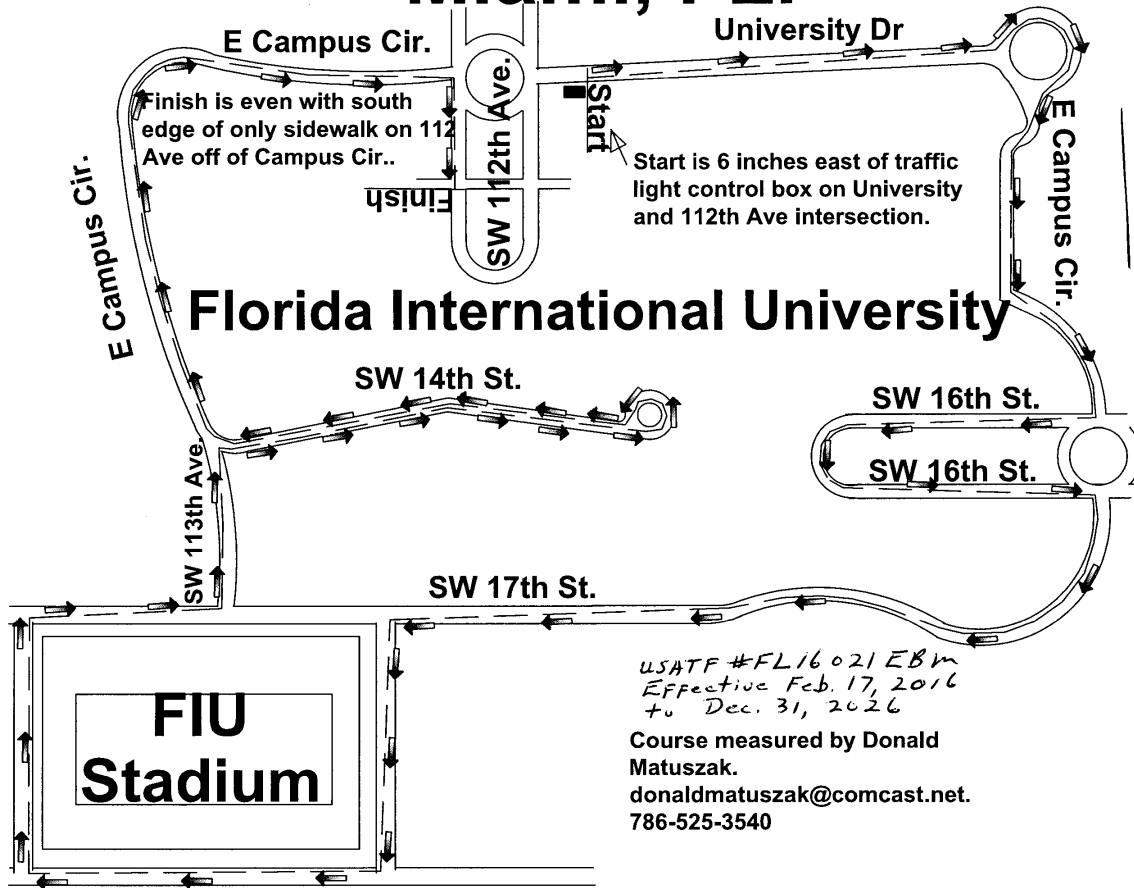 E Campus Cir.
University Dr
Finish is even with south
edge of only sidewalk on 112
Ave off of Campus Cir..
SW 112th Ave.
Start
Start is 6 inches east of traffic
light control box on University
and 112th Ave intersection.
Finish
E Campus Cir.
E Campus Cir.
Florida International University
SW 14th St.
SW 16th St.
SW 16th St.
SW 113th Ave.
SW 17th St.
FIU
Stadium
USATF #FL16021EBM
Effective Feb. 17, 2016
to Dec. 31, 2026
Course measured by Donald
Matuszak.
donaldmatuszak@comcast.net.
786-525-3540